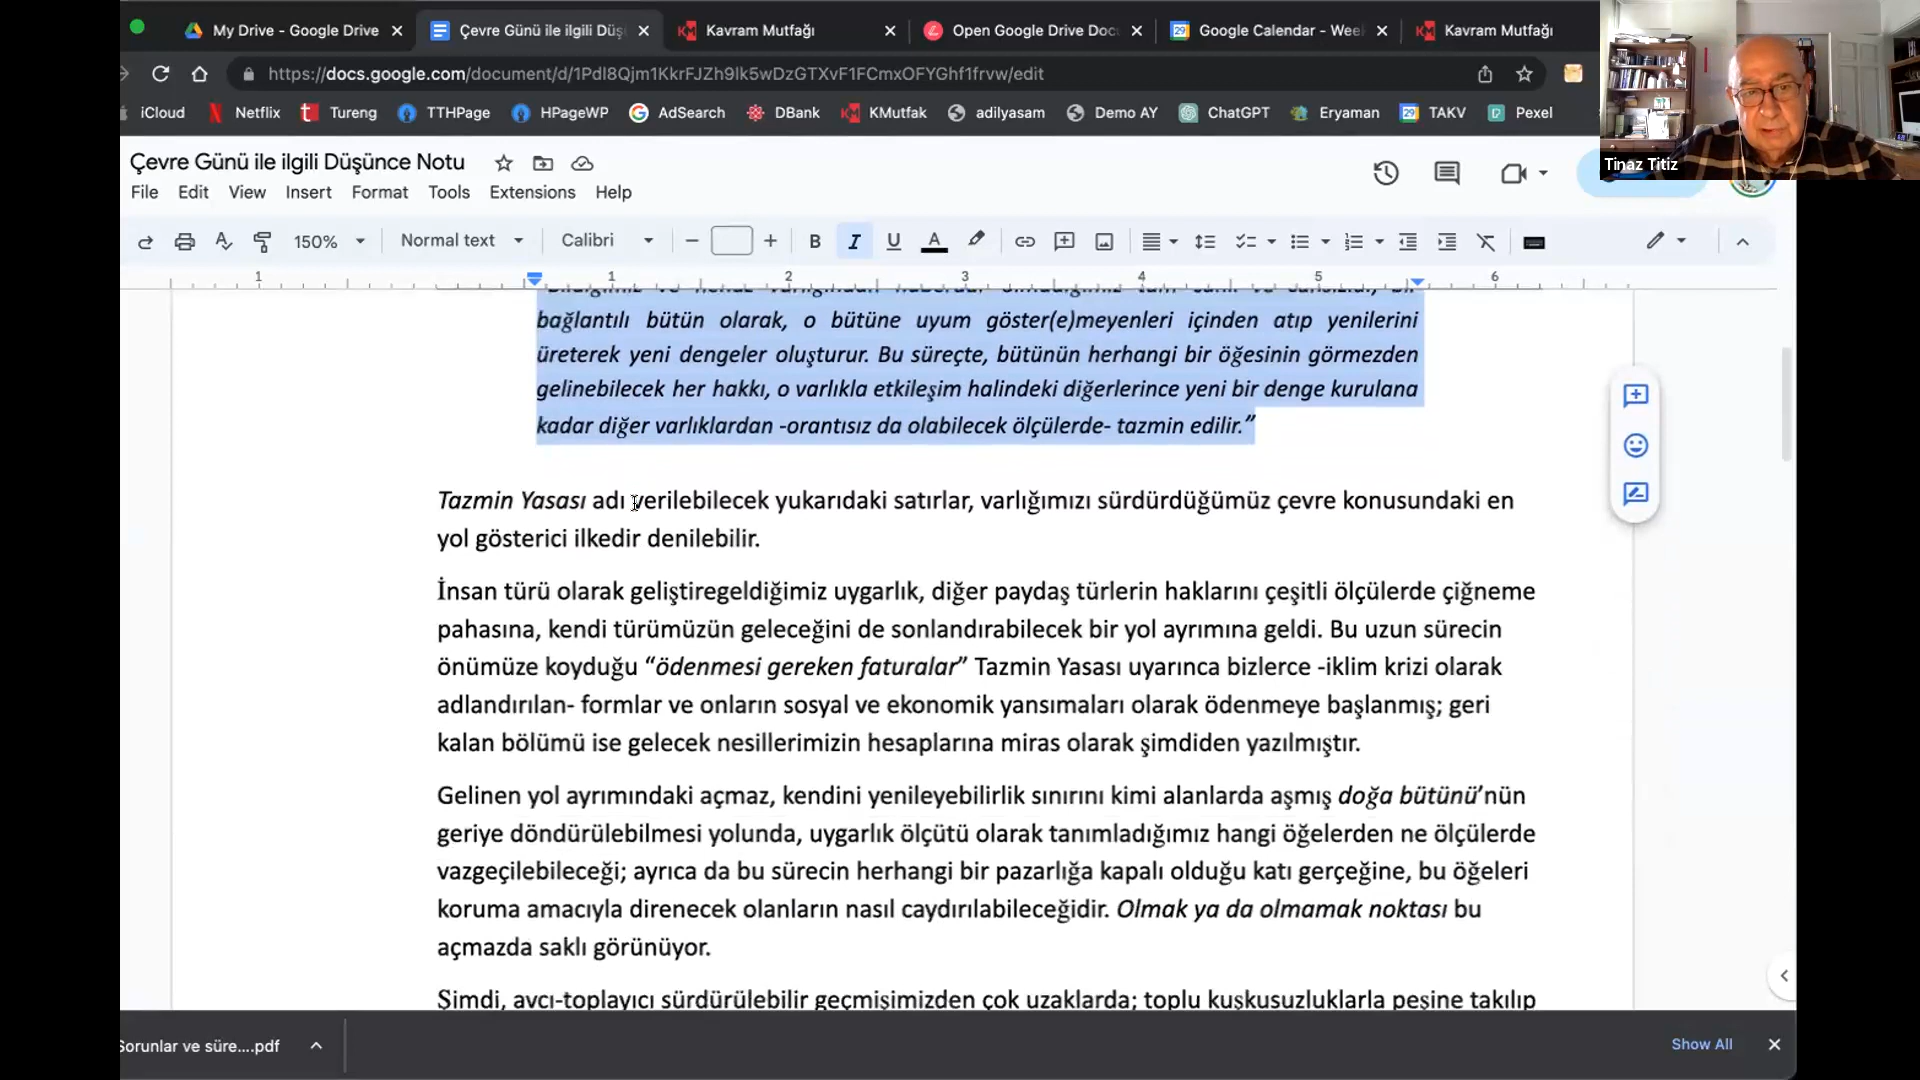 My Drive - Google Drive
Çevre Günü ile ilgili Düş
Kavram Mutfağı
Open Google Drive Doc
Google Calendar - Wee
Kavram Mutfağı
https://docs.google.com/document/d/1PdI8Qjm1KkrFJZh9lk5wDzGTXvF1FCmxOFYGhf1frvw/edit
iCloud
Netflix
Tureng
TTHPage
HPageWP
AdSearch
DBank
KMutfak
adilyasam
Demo AY
ChatGPT
Eryaman
TAKV
Pexel
Tinaz Titiz
Çevre Günü ile ilgili Düşünce Notu
File Edit View Insert Format Tools Extensions Help
150% Normal text Calibri
1 1 2 3 4 5 6
bağlantılı bütün olarak, o bütüne uyum göster(e)meyenleri içinden atıp yenilerini
üreterek yeni dengeler oluşturur. Bu süreçte, bütünün herhangi bir öğesinin görmezden
gelinebilecek her hakkı, o varlıkla etkileşim halindeki diğerlerince yeni bir denge kurulana
kadar diğer varlıklardan -orantısız da olabilecek ölçülerde- tazmin edilir.”
Tazmin Yasası adı verilebilecek yukarıdaki satırlar, varlığımızı sürdürdüğümüz çevre konusundaki en
yol gösterici ilkedir denilebilir.
İnsan türü olarak geliştiregeldiğimiz uygarlık, diğer paydaş türlerin haklarını çeşitli ölçülerde çiğneme
pahasına, kendi türümüzün geleceğini de sonlandırabilecek bir yol ayrımına geldi. Bu uzun sürecin
önümüze koyduğu “ödenmesi gereken faturalar” Tazmin Yasası uyarınca bizlerce -iklim krizi olarak
adlandırılan- formlar ve onların sosyal ve ekonomik yansımaları olarak ödenmeye başlanmış; geri
kalan bölümü ise gelecek nesillerimizin hesaplarına miras olarak şimdiden yazılmıştır.
Gelinen yol ayrımındaki açmaz, kendini yenileyebilirlik sınırını kimi alanlarda aşmış doğa bütünü’nün
geriye döndürülebilmesi yolunda, uygarlık ölçütü olarak tanımladığımız hangi öğelerden ne ölçülerde
vazgeçilebileceği; ayrıca da bu sürecin herhangi bir pazarlığa kapalı olduğu katı gerçeğine, bu öğeleri
koruma amacıyla direnecek olanların nasıl caydırılabileceğidir. Olmak ya da olmamak noktası bu
açmazda saklı görünüyor.
Şimdi, avcı-toplayıcı sürdürülebilir geçmişimizden çok uzaklarda; toplu kuşkusuzluklarla peşine takılıp
Sorunlar ve süre....pdf
Show All